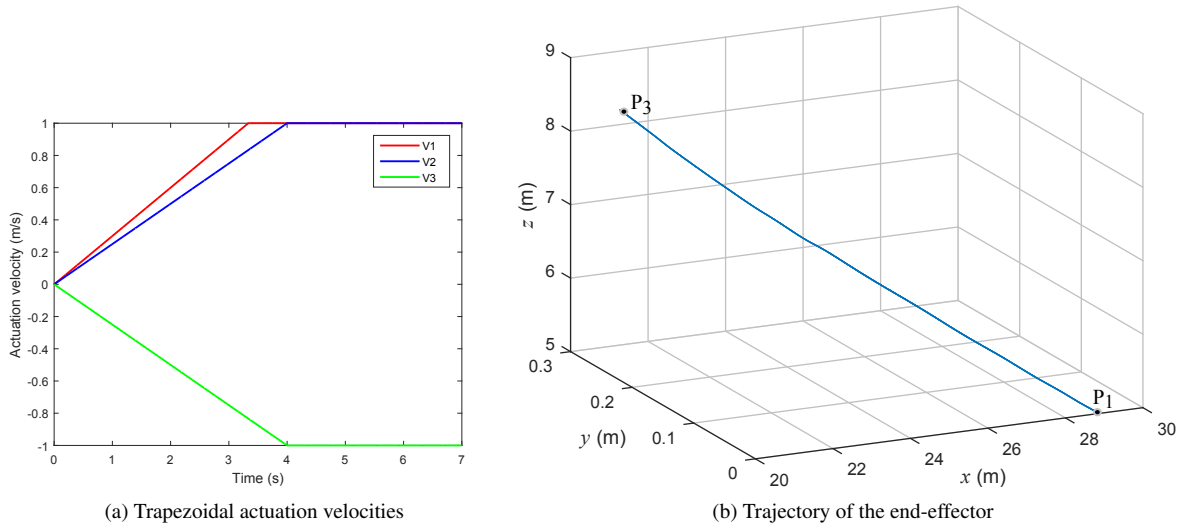 1
0.8
0.6
0.4
0.2
0
-0.2
-0.4
-0.6
-0.8
-1
Actuation velocity (m/s)
0 1 2 3 4 5 6 7
Time (s)
V1
V2
V3
(a) Trapezoidal actuation velocities
9
8
7
6
5
z (m)
0.3
0.2
0.1
0
y (m)
20 22 24 26 28 30
x (m)
P3
P1
(b) Trajectory of the end-effector